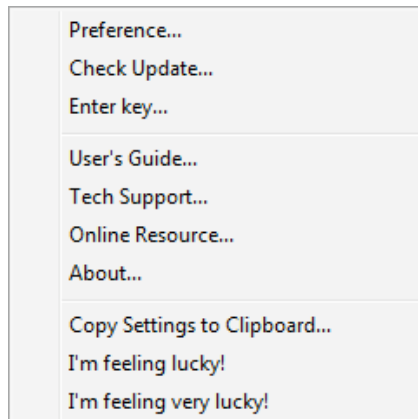 Preference...
Check Update...
Enter key...
User's Guide...
Tech Support...
Online Resource...
About...
Copy Settings to Clipboard...
I'm feeling lucky!
I'm feeling very lucky!